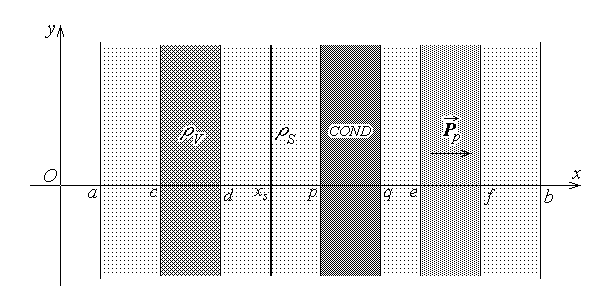 y
ρV ρS COND P⃗p
O x
a c d xs p q e f b